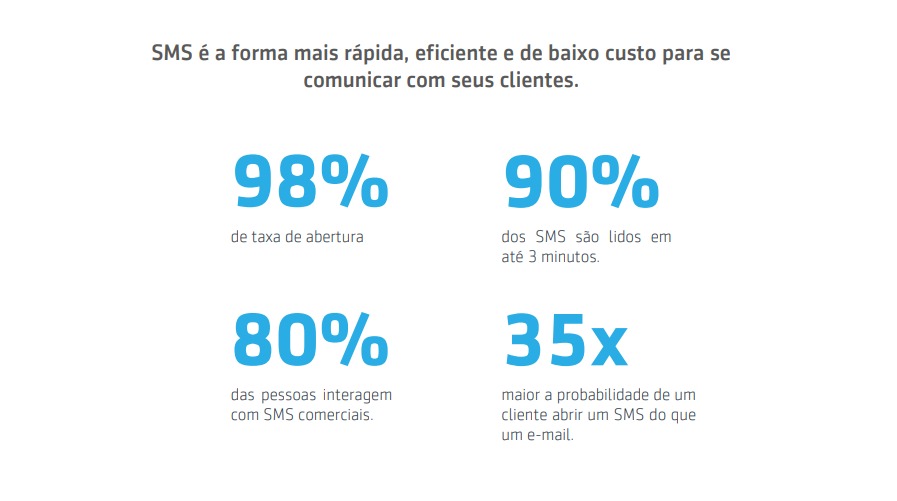 SMS é a forma mais rápida, eficiente e de baixo custo para se
comunicar com seus clientes.
98%
de taxa de abertura
90%
dos SMS são lidos em
até 3 minutos.
80%
das pessoas interagem
com SMS comerciais.
35x
maior a probabilidade de um
cliente abrir um SMS do que
um e-mail.